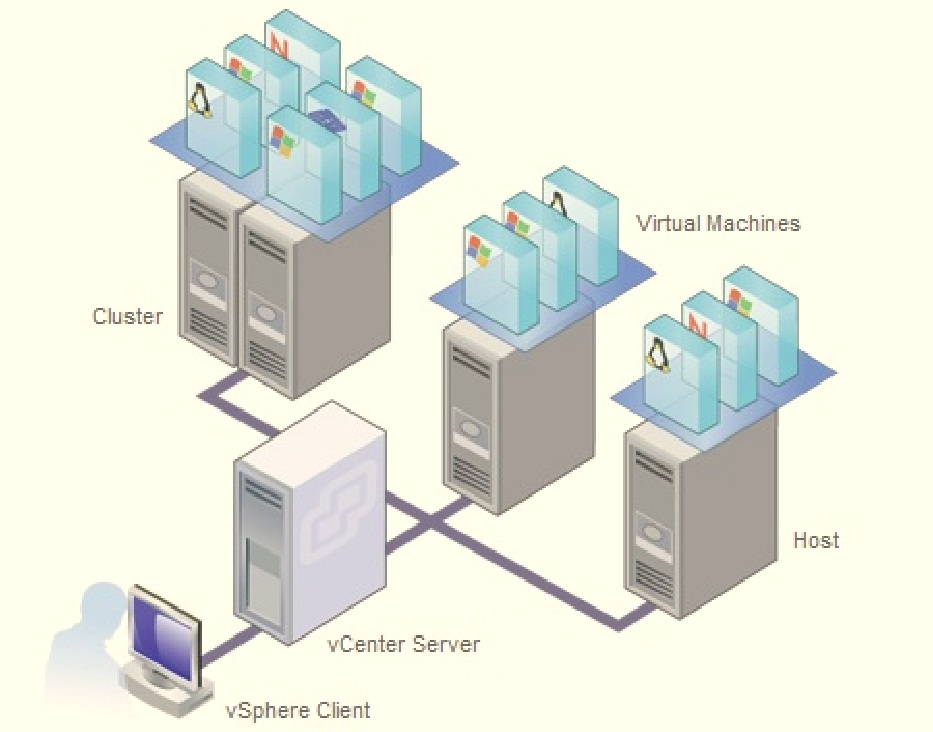 N
Virtual Machines
Cluster
N
Host
vCenter Server
vSphere Client